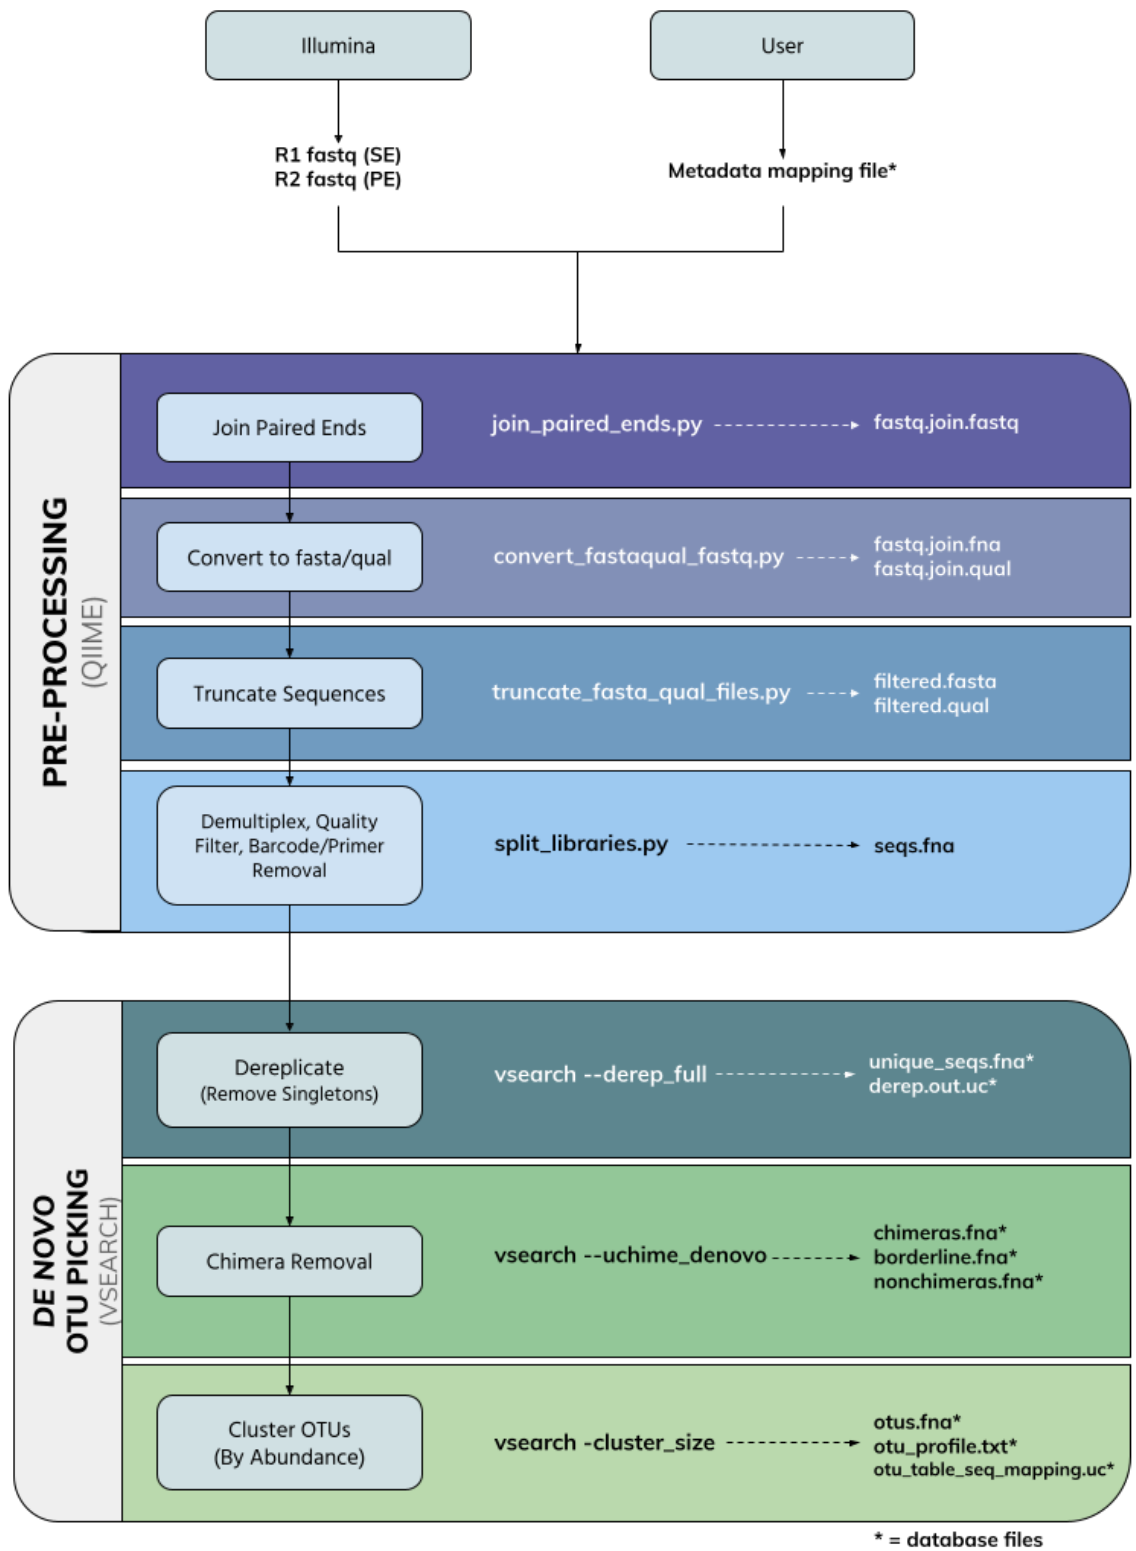 Illumina
User
R1 fastq (SE)
R2 fastq (PE)
Metadata mapping file*
PRE-PROCESSING
(QIIME)
Join Paired Ends
join_paired_ends.py
fastq.join.fastq
Convert to fasta/qual
convert_fastaqual_fastq.py
fastq.join.fna
fastq.join.qual
Truncate Sequences
truncate_fasta_qual_files.py
filtered.fasta
filtered.qual
Demultiplex, Quality
Filter, Barcode/Primer
Removal
split_libraries.py
seqs.fna
DE NOVO
OTU PICKING
(VSEARCH)
Dereplicate
(Remove Singletons)
vsearch --derep_full
unique_seqs.fna*
derep.out.uc*
Chimera Removal
vsearch --uchime_denovo
chimeras.fna*
borderline.fna*
nonchimeras.fna*
Cluster OTUs
(By Abundance)
vsearch -cluster_size
otus.fna*
otu_profile.txt*
otu_table_seq_mapping.uc*
* = database files